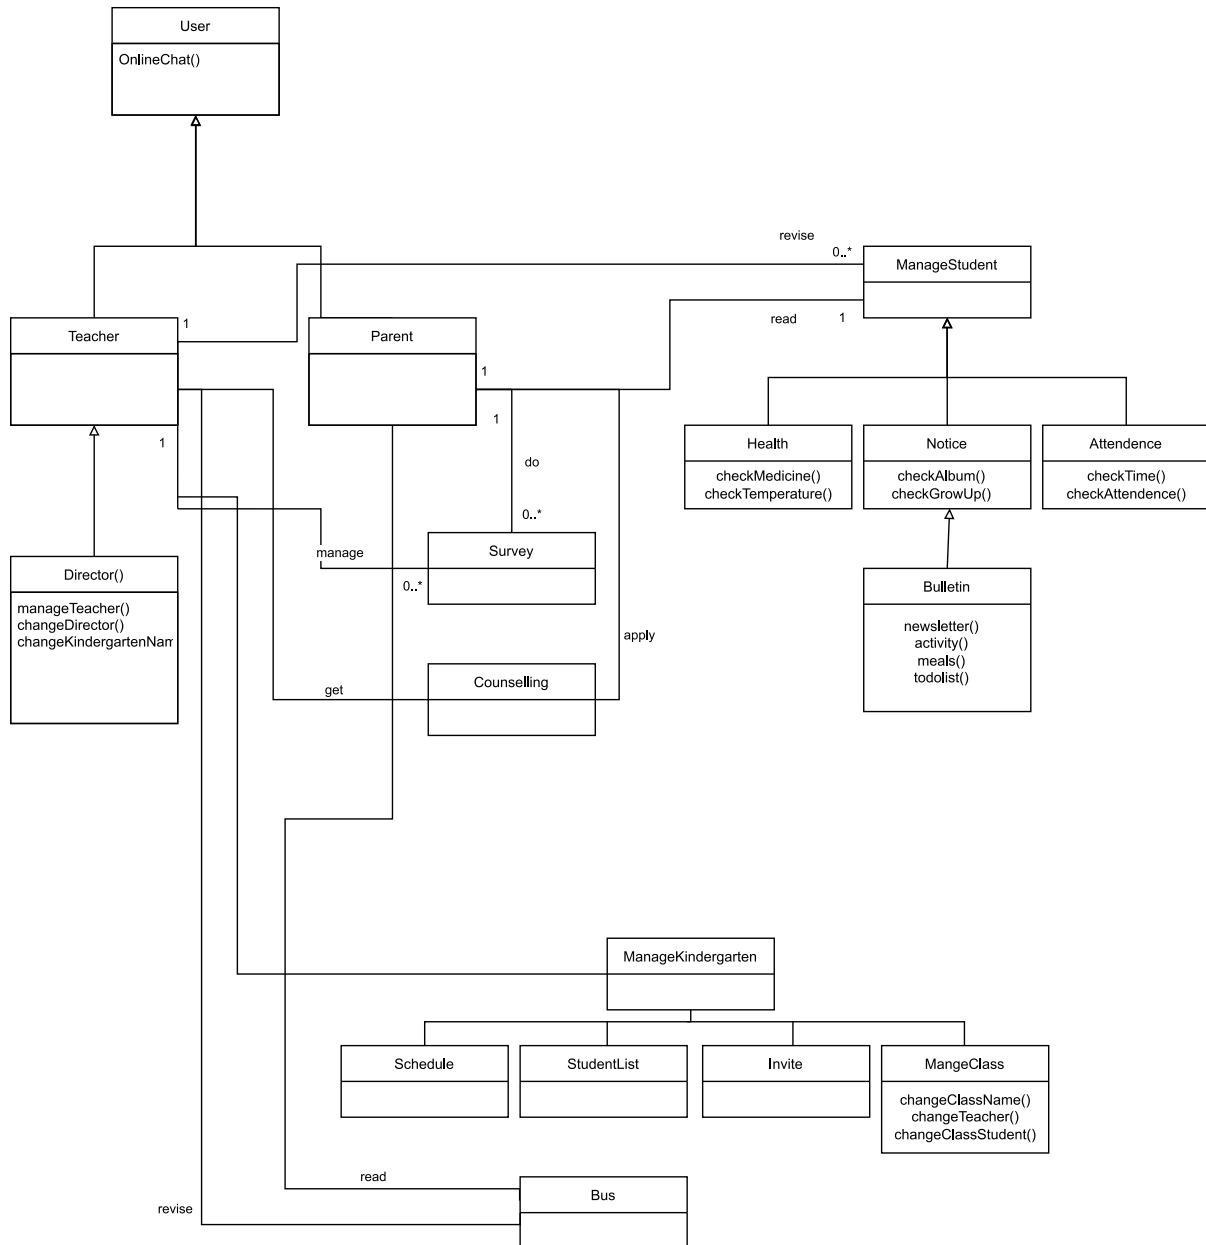 User
OnlineChat()
revise
0..*
ManageStudent
1
Teacher
Parent
read
1
1
1
1
do
0..*
Health
checkMedicine()
checkTemperature()
Notice
checkAlbum()
checkGrowUp()
Attendence
checkTime()
checkAttendence()
manage
0..*
Survey
Director()
manageTeacher()
changeDirector()
changeKindergartenNam
Bulletin
newsletter()
activity()
meals()
todolist()
apply
get
Counselling
ManageKindergarten
Schedule
StudentList
Invite
MangeClass
changeClassName()
changeTeacher()
changeClassStudent()
read
Bus
revise